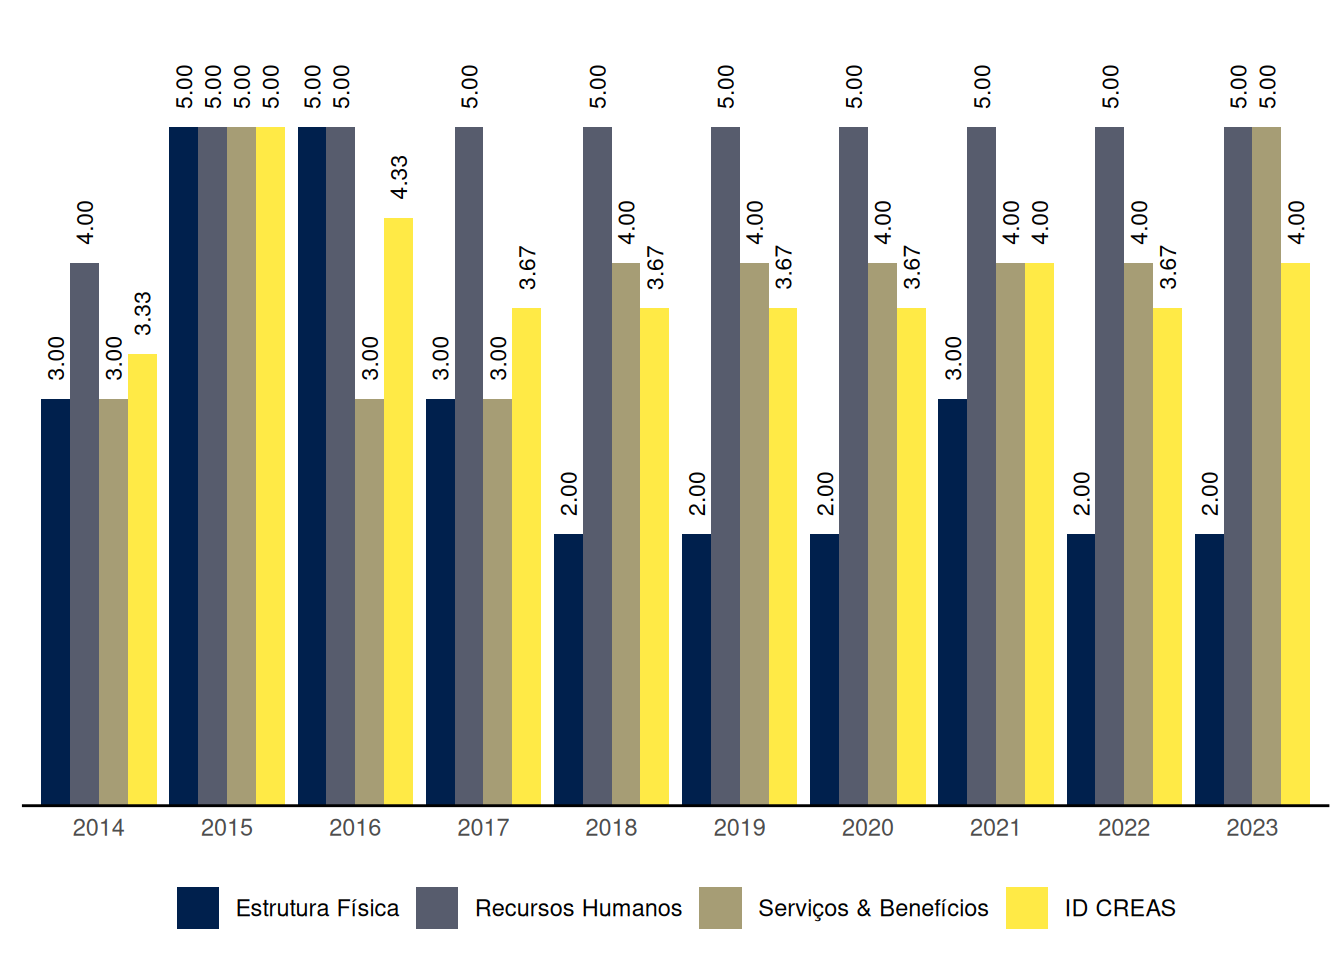 5.00 5.00 5.00 5.00 5.00 5.00 5.00 5.00 5.00 5.00 5.00 5.00 5.00 5.00
4.33
4.00 4.00 4.00 4.00 4.00 4.00 4.00 4.00
3.67 3.67 3.67 3.67 3.67
3.33
3.00 3.00 3.00 3.00 3.00 3.00
2.00 2.00 2.00 2.00 2.00
2014 2015 2016 2017 2018 2019 2020 2021 2022 2023
Estrutura Física Recursos Humanos Serviços & Benefícios ID CREAS